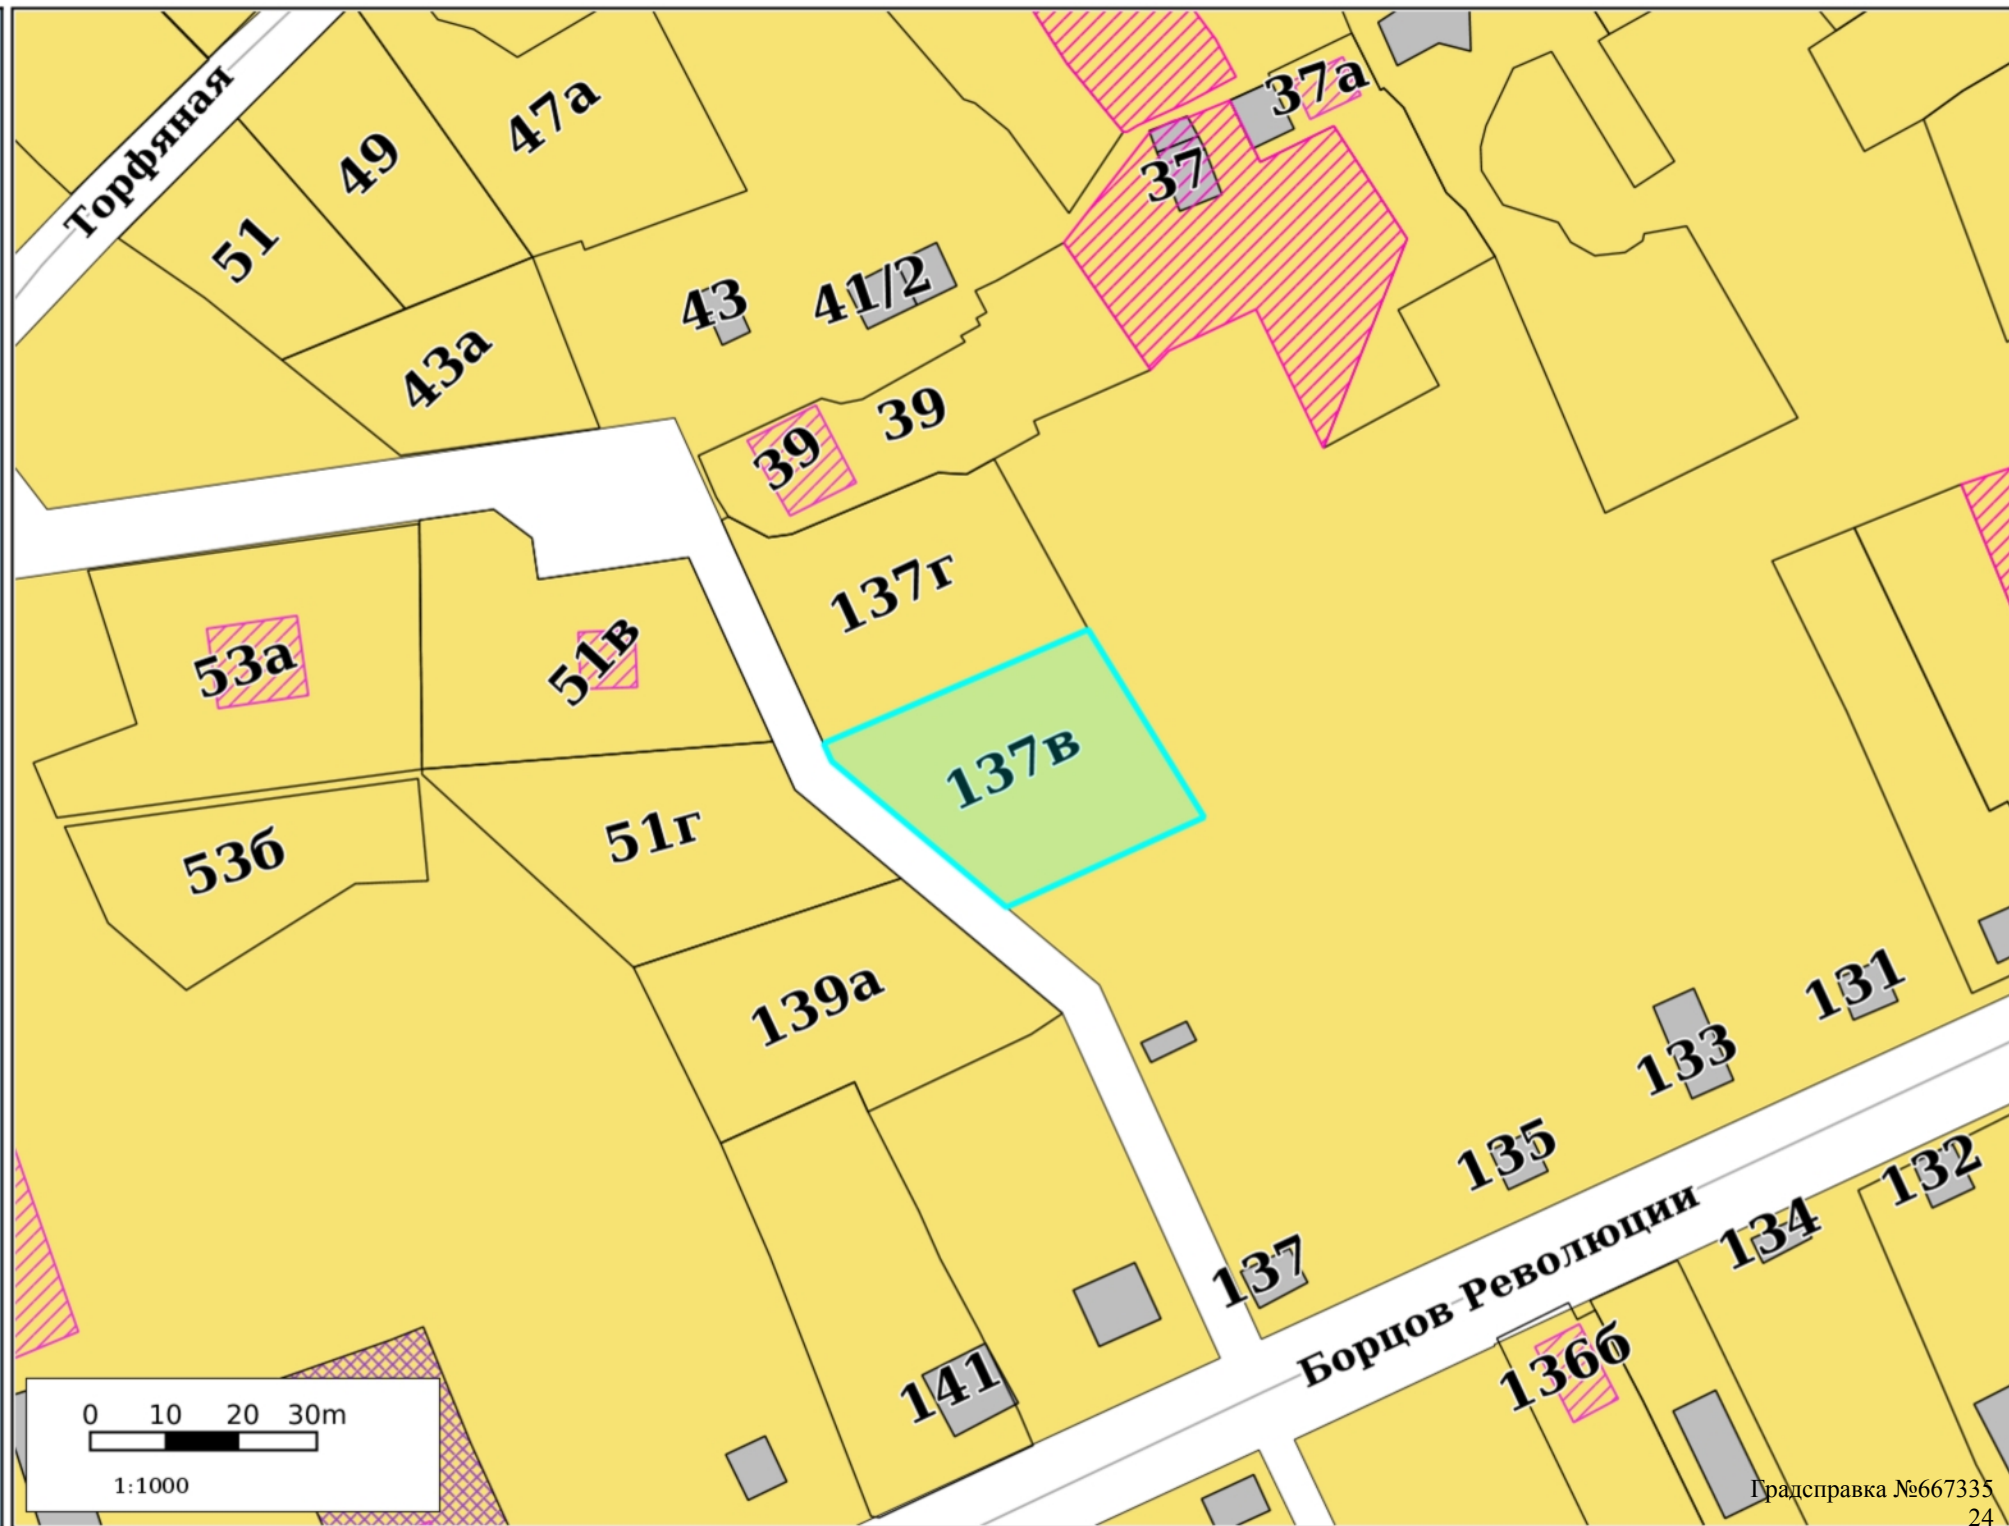 37а
47а
Торфяная
49
37
51
43
41/2
43а
39
39
137г
53а
51в
137в
51г
53б
139а
131
133
135
132
134
137
Борцов Революции
136б
141
0 10 20 30m
1:1000
Градсправка №667335
24